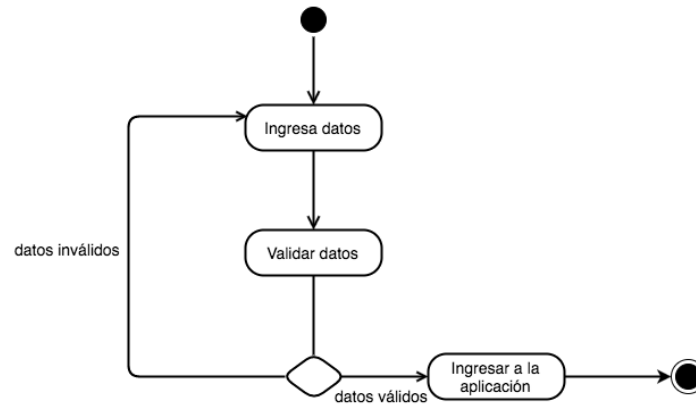 Ingresa datos
datos inválidos
Validar datos
datos válidos
Ingresar a la
aplicación